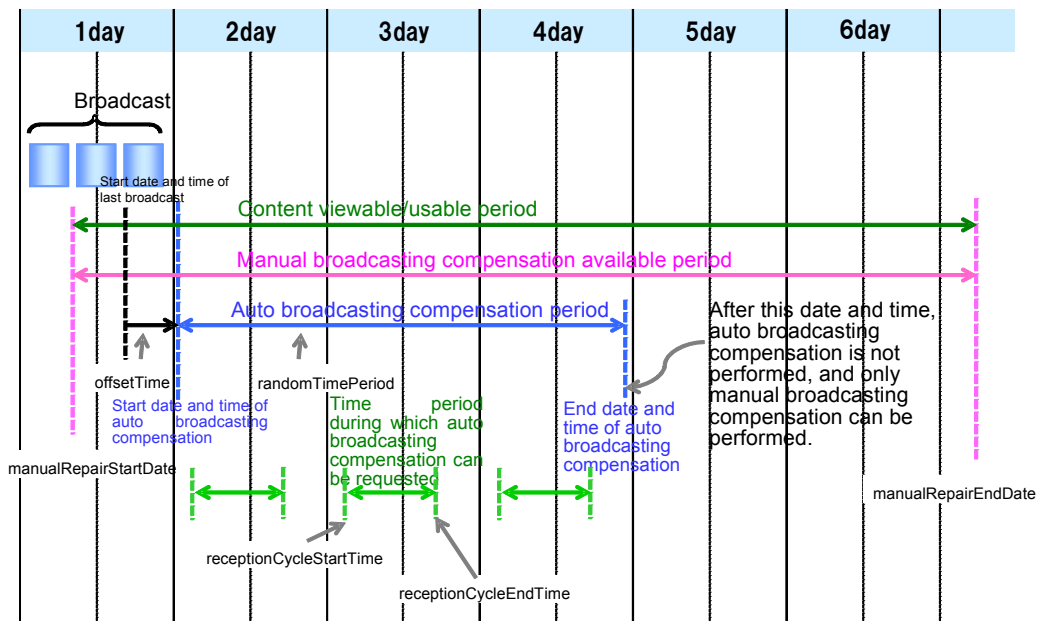 1day 2day 3day 4day 5day 6day
Broadcast
Start date and time of
last broadcast
Content viewable/usable period
Manual broadcasting compensation available period
Auto broadcasting compensation period
After this date and time,
auto broadcasting
compensation is not
performed, and only
manual broadcasting
compensation can be
performed.
offsetTime
randomTimePeriod
Start date and time of
auto broadcasting
compensation
Time period
during which auto
broadcasting
compensation can
be requested
End date and
time of auto
broadcasting
compensation
manualRepairStartDate
manualRepairEndDate
receptionCycleStartTime
receptionCycleEndTime